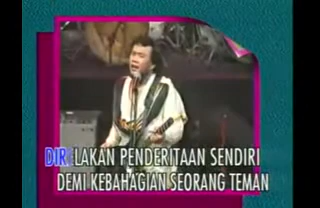 DIRELAKAN PENDERITAAN SENDIRI
DEMI KEBAHAGIAN SEORANG TEMAN